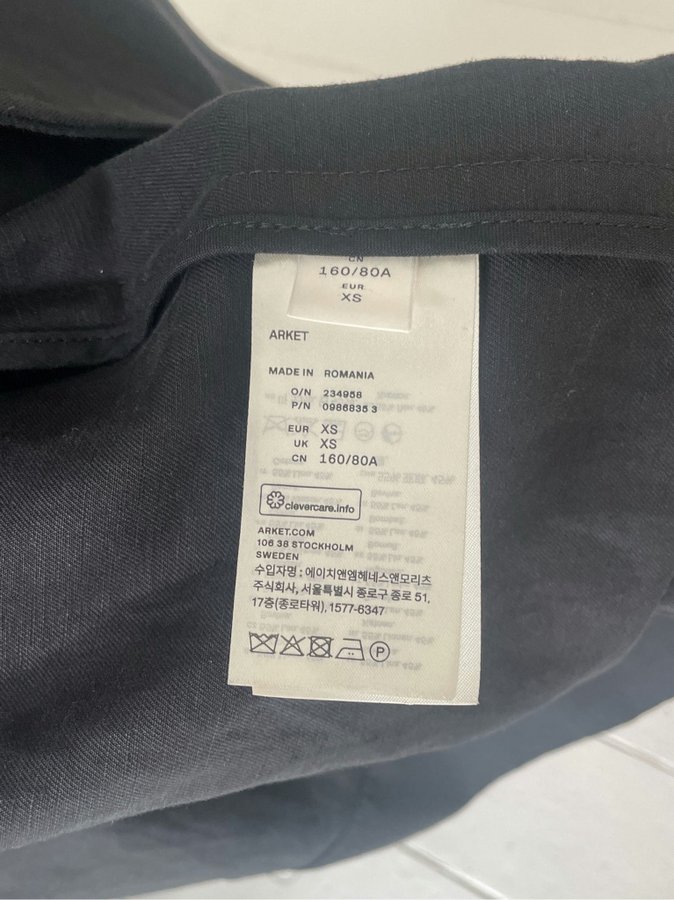 CN
160/80A
EUR
XS
ARKET
MADE IN ROMANIA
O/N 234958
P/N 0986835 3
EUR XS
UK XS
CN 160/80A
clevercare.info
ARKET.COM
106 38 STOCKHOLM
SWEDEN
수입자명 : 에이치앤엠헤네스앤모리츠
주식회사, 서울특별시 종로구 종로 51,
17층(종로타워), 1577-6347
P